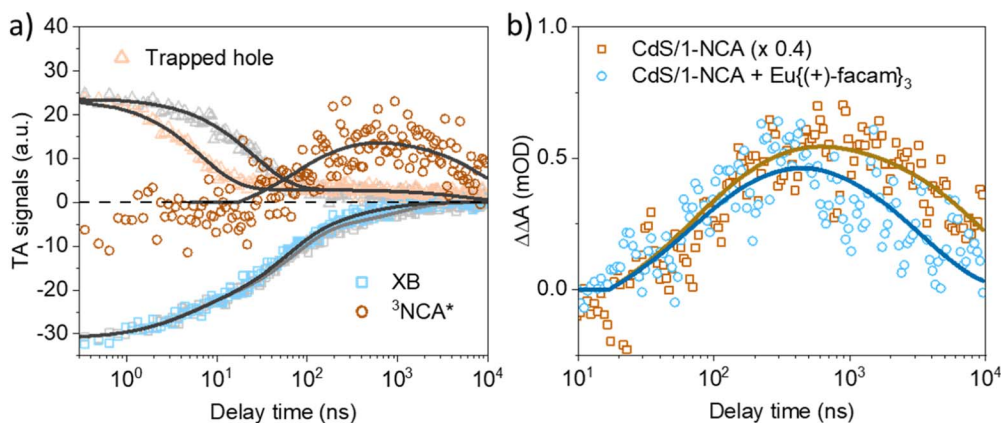 a)
40
30
20
10
0
-10
-20
-30
TA signals (a.u.)
Trapped hole
XB
³NCA*
10⁰ 10¹ 10² 10³ 10⁴
Delay time (ns)
b)
1.0
0.5
0.0
ΔΔA (mOD)
CdS/1-NCA (x 0.4)
CdS/1-NCA + Eu{(+)-facam}₃
10¹ 10² 10³ 10⁴
Delay time (ns)